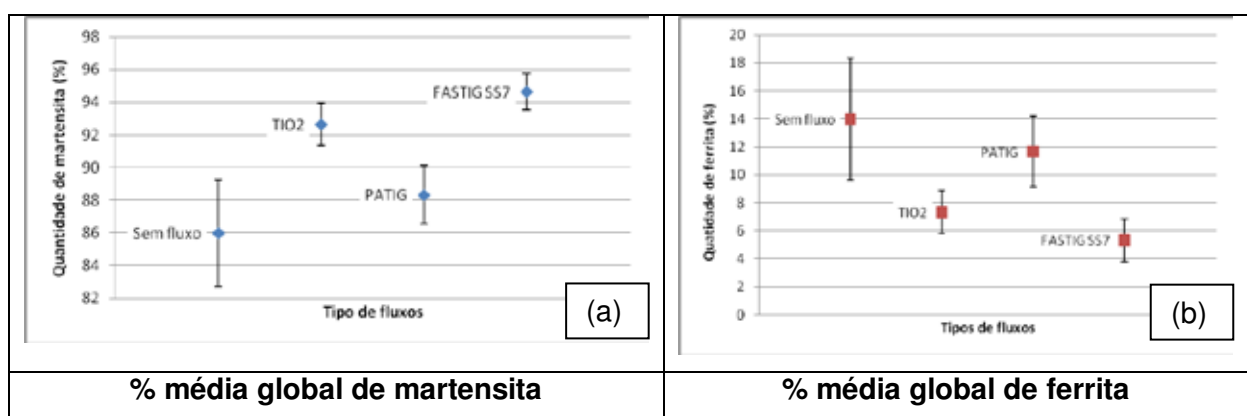 98
96
94
92
90
88
86
84
82
Quantidade de martensita (%)
FASTIG SS7
TIO2
PATIG
Sem fluxo
Tipo de fluxos
(a)
20
18
16
14
12
10
8
6
4
2
0
Quatidade de ferrita (%)
Sem fluxo
PATIG
TIO2
FASTIG SS7
Tipos de fluxos
(b)
% média global de martensita
% média global de ferrita